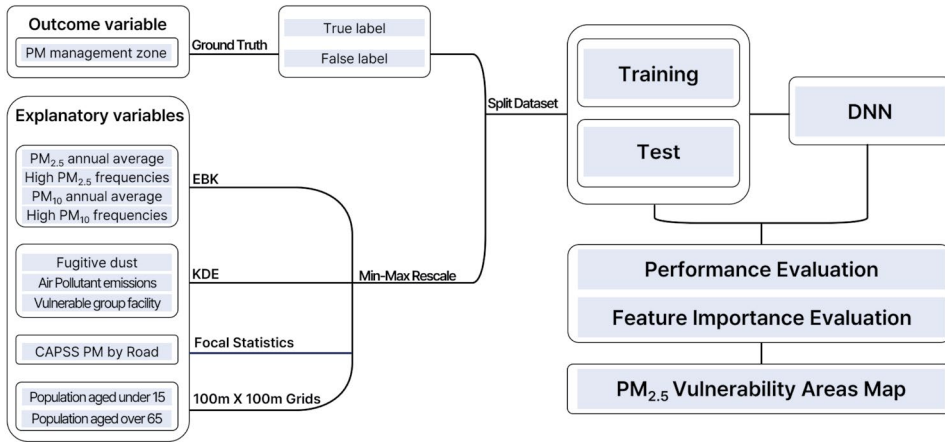 Outcome variable
PM management zone
Ground Truth
True label
False label
Explanatory variables
PM₂.₅ annual average
High PM₂.₅ frequencies
PM₁₀ annual average
High PM₁₀ frequencies
EBK
Fugitive dust
Air Pollutant emissions
Vulnerable group facility
KDE
CAPSS PM by Road
Focal Statistics
Population aged under 15
Population aged over 65
100m X 100m Grids
Min-Max Rescale
Split Dataset
Training
Test
DNN
Performance Evaluation
Feature Importance Evaluation
PM₂.₅ Vulnerability Areas Map